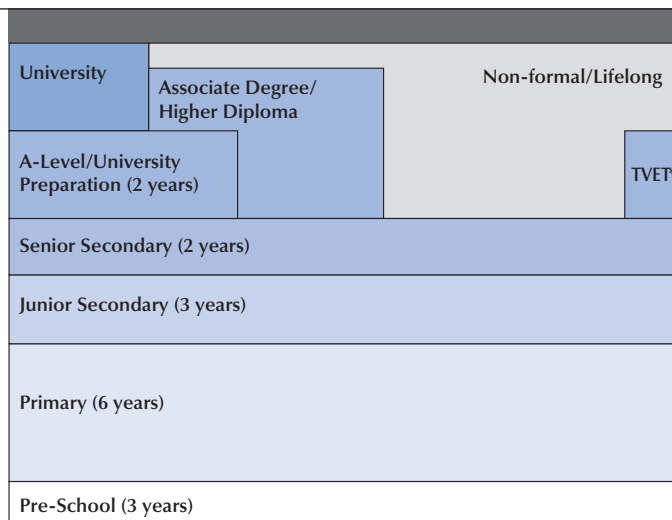 University
Associate Degree/
Higher Diploma
Non-formal/Lifelong
A-Level/University
Preparation (2 years)
TVET
Senior Secondary (2 years)
Junior Secondary (3 years)
Primary (6 years)
Pre-School (3 years)